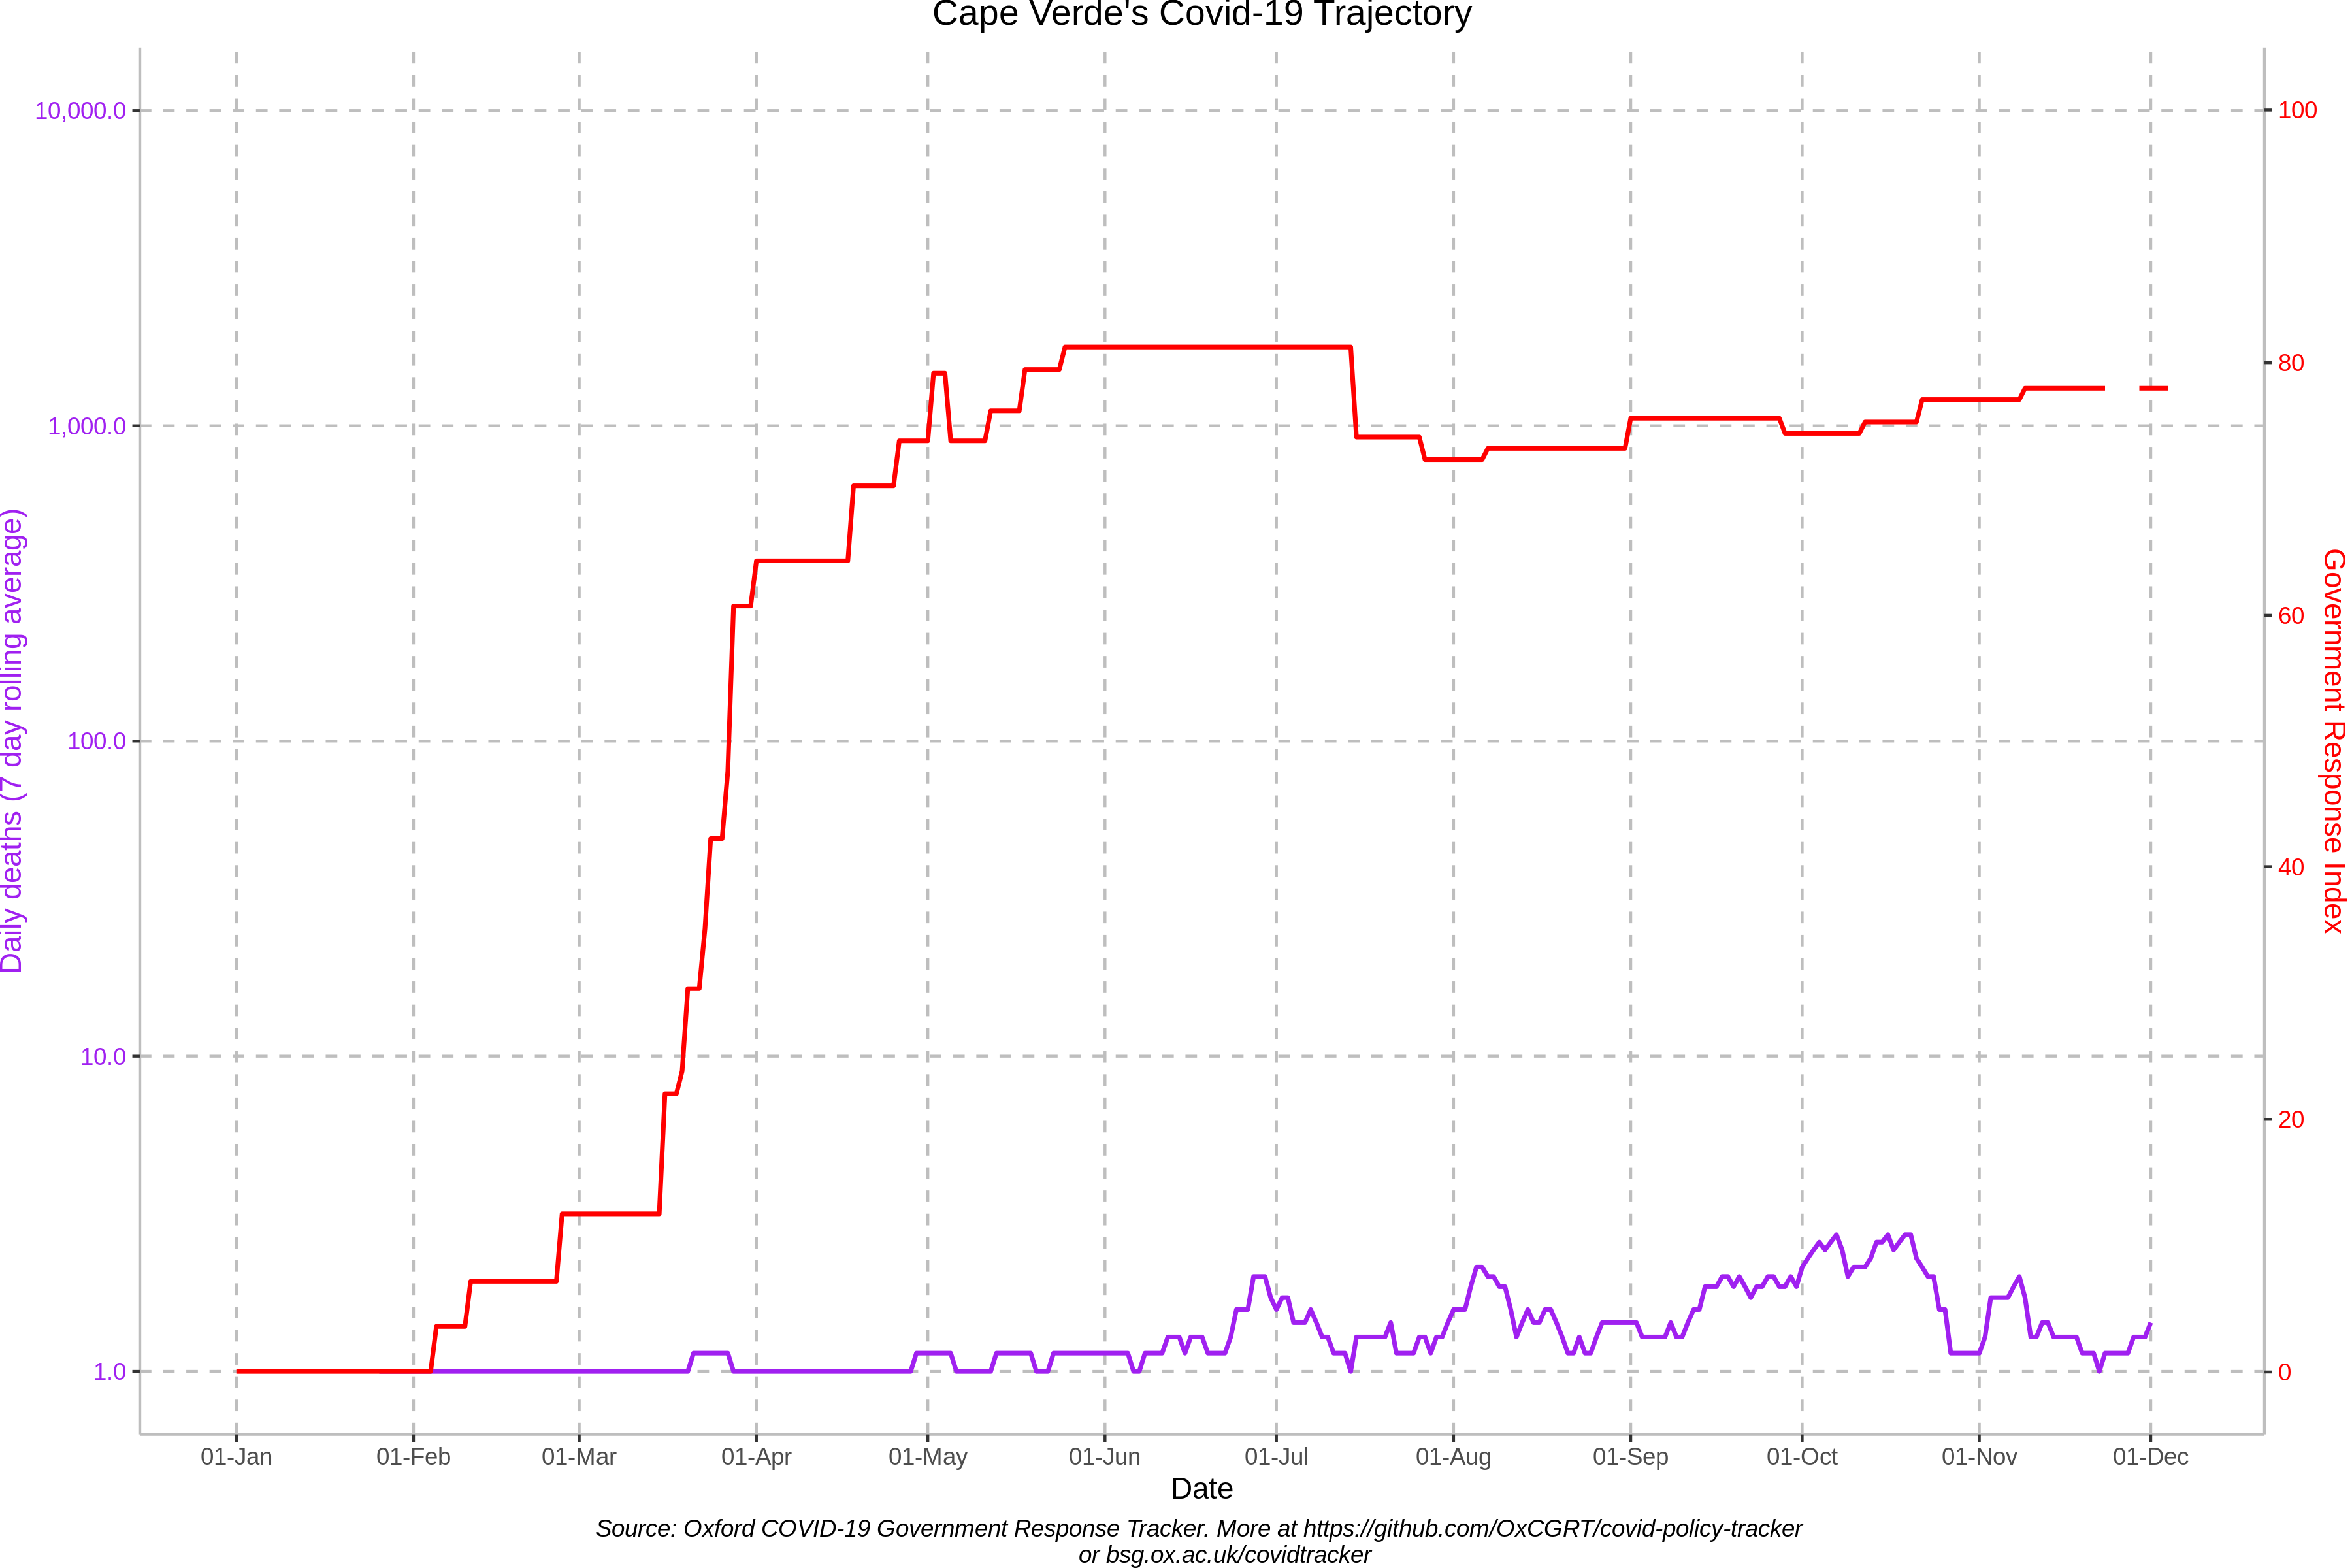 Cape Verde's Covid-19 Trajectory
10,000.0
1,000.0
100.0
10.0
1.0
Daily deaths (7 day rolling average)
100
80
60
40
20
0
Government Response Index
01-Jan 01-Feb 01-Mar 01-Apr 01-May 01-Jun 01-Jul 01-Aug 01-Sep 01-Oct 01-Nov 01-Dec
Date
Source: Oxford COVID-19 Government Response Tracker. More at https://github.com/OxCGRT/covid-policy-tracker
or bsg.ox.ac.uk/covidtracker